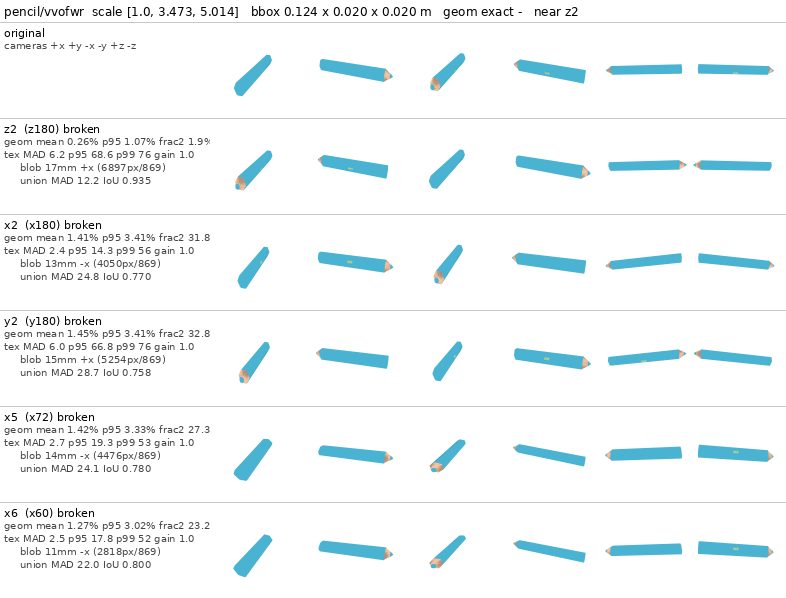 pencil/vvofwr scale [1.0, 3.473, 5.014] bbox 0.124 x 0.020 x 0.020 m geom exact - near z2
original
cameras +x +y -x -y +z -z
z2 (z180) broken
geom mean 0.26% p95 1.07% frac2 1.9%
tex MAD 6.2 p95 68.6 p99 76 gain 1.0
blob 17mm +x (6897px/869)
union MAD 12.2 IoU 0.935
x2 (x180) broken
geom mean 1.41% p95 3.41% frac2 31.8
tex MAD 2.4 p95 14.3 p99 56 gain 1.0
blob 13mm -x (4050px/869)
union MAD 24.8 IoU 0.770
y2 (y180) broken
geom mean 1.45% p95 3.41% frac2 32.8
tex MAD 6.0 p95 66.8 p99 76 gain 1.0
blob 15mm +x (5254px/869)
union MAD 28.7 IoU 0.758
x5 (x72) broken
geom mean 1.42% p95 3.33% frac2 27.3
tex MAD 2.7 p95 19.3 p99 53 gain 1.0
blob 14mm -x (4476px/869)
union MAD 24.1 IoU 0.780
x6 (x60) broken
geom mean 1.27% p95 3.02% frac2 23.2
tex MAD 2.5 p95 17.8 p99 52 gain 1.0
blob 11mm -x (2818px/869)
union MAD 22.0 IoU 0.800